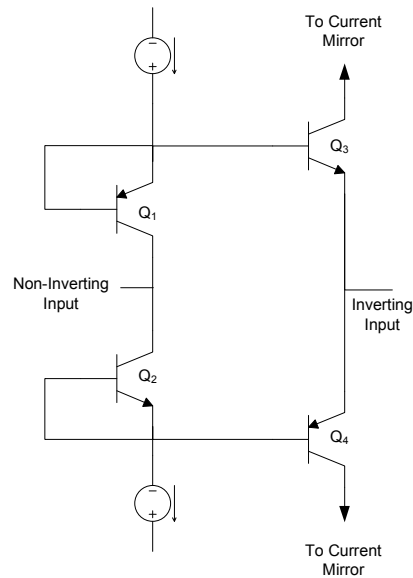 To Current
Mirror
−
+
Q3
Q1
Non-Inverting
Input
Inverting
Input
Q2
Q4
−
+
To Current
Mirror